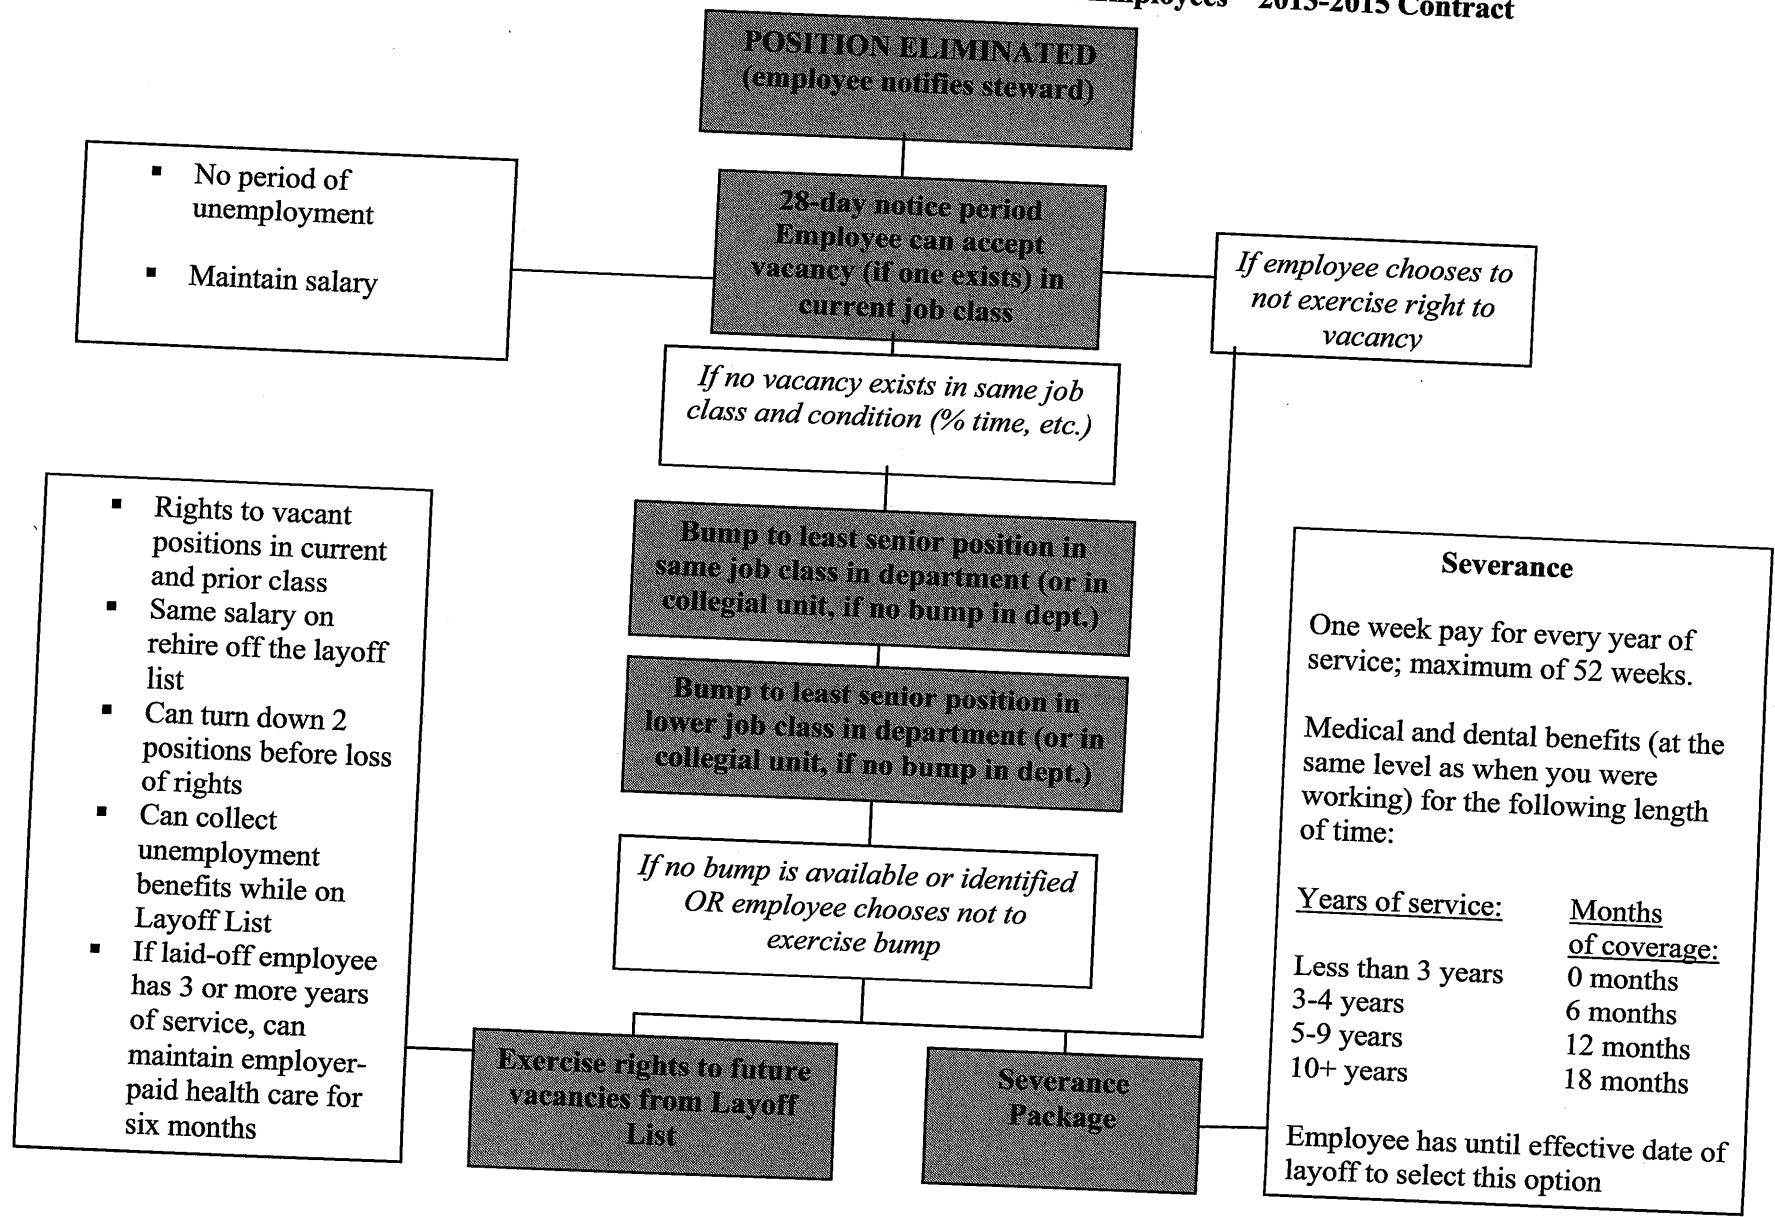 2015 Contract
POSITION ELIMINATED
(employee notifies steward)
▪ No period of
unemployment
▪ Maintain salary
28-day notice period
Employee can accept
vacancy (if one exists) in
current job class
If employee chooses to
not exercise right to
vacancy
If no vacancy exists in same job
class and condition (% time, etc.)
▪ Rights to vacant
positions in current
and prior class
▪ Same salary on
rehire off the layoff
list
▪ Can turn down 2
positions before loss
of rights
▪ Can collect
unemployment
benefits while on
Layoff List
▪ If laid-off employee
has 3 or more years
of service, can
maintain employer-
paid health care for
six months
Bump to least senior position in
same job class in department (or in
collegial unit, if no bump in dept.)
Bump to least senior position in
lower job class in department (or in
collegial unit, if no bump in dept.)
If no bump is available or identified
OR employee chooses not to
exercise bump
Exercise rights to future
vacancies from Layoff
List
Severance
Package
Severance
One week pay for every year of
service; maximum of 52 weeks.
Medical and dental benefits (at the
same level as when you were
working) for the following length
of time:
Years of service: Months
of coverage:
Less than 3 years 0 months
3-4 years 6 months
5-9 years 12 months
10+ years 18 months
Employee has until effective date of
layoff to select this option